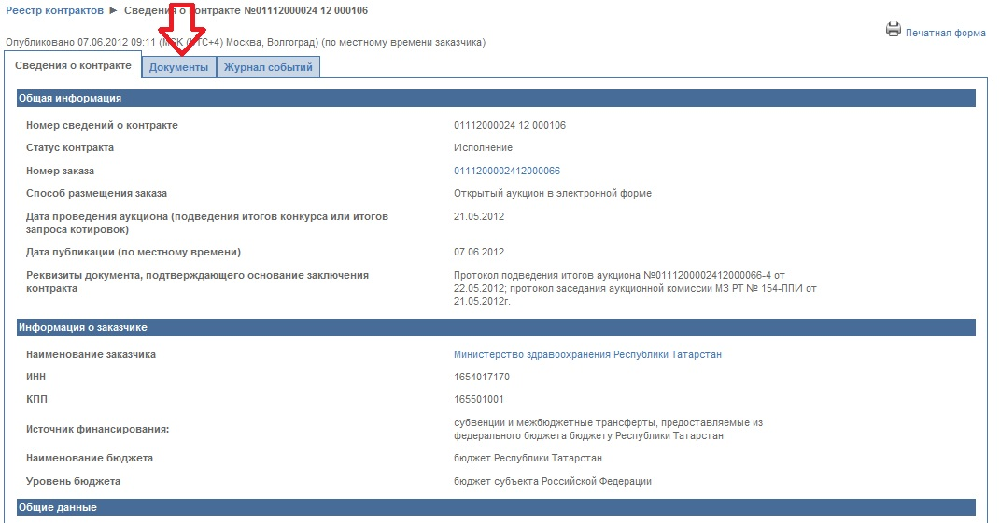 Реестр контрактов ► Сведения о контракте №01112000024 12 000106
Опубликовано 07.06.2012 09:11 (MSK (UTC+4) Москва, Волгоград) (по местному времени заказчика)
Печатная форма
Сведения о контракте Документы Журнал событий
Общая информация
Номер сведений о контракте 01112000024 12 000106
Статус контракта Исполнение
Номер заказа 0111200002412000066
Способ размещения заказа Открытый аукцион в электронной форме
Дата проведения аукциона (подведения итогов конкурса или итогов 21.05.2012
запроса котировок)
Дата публикации (по местному времени) 07.06.2012
Реквизиты документа, подтверждающего основание заключения Протокол подведения итогов аукциона №0111200002412000066-4 от
контракта 22.05.2012; протокол заседания аукционной комиссии МЗ РТ № 154-ППИ от
21.05.2012г.
Информация о заказчике
Наименование заказчика Министерство здравоохранения Республики Татарстан
ИНН 1654017170
КПП 165501001
Источник финансирования: субвенции и межбюджетные трансферты, предоставляемые из
федерального бюджета бюджету Республики Татарстан
Наименование бюджета бюджет Республики Татарстан
Уровень бюджета бюджет субъекта Российской Федерации
Общие данные